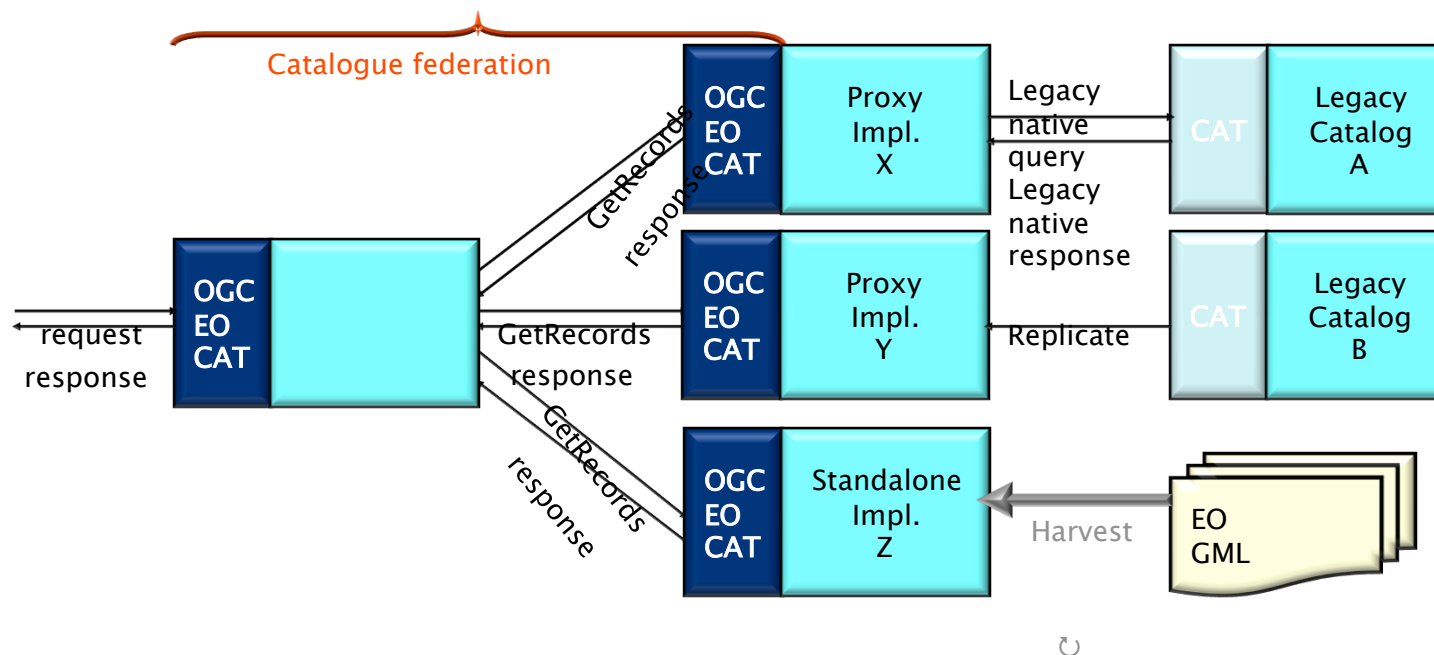 Catalogue federation
OGC
EO
CAT
Proxy
Impl.
X
Legacy
native
query
Legacy
native
response
CAT
Legacy
Catalog
A
GetRecords
response
OGC
EO
CAT
request
response
GetRecords
response
OGC
EO
CAT
Proxy
Impl.
Y
Replicate
CAT
Legacy
Catalog
B
GetRecords
response
OGC
EO
CAT
Standalone
Impl.
Z
Harvest
EO
GML
↻